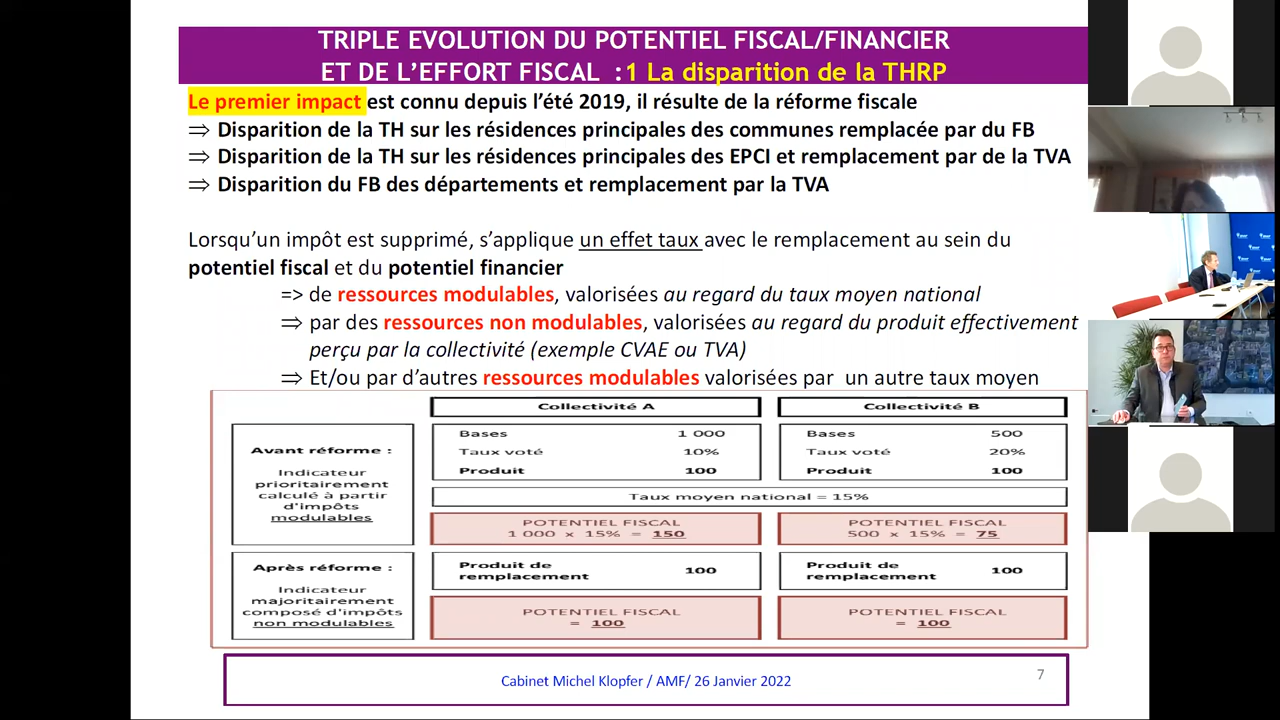 TRIPLE EVOLUTION DU POTENTIEL FISCAL/FINANCIER
ET DE L’EFFORT FISCAL : 1 La disparition de la THRP
Le premier impact est connu depuis l’été 2019, il résulte de la réforme fiscale
⇒ Disparition de la TH sur les résidences principales des communes remplacée par du FB
⇒ Disparition de la TH sur les résidences principales des EPCI et remplacement par de la TVA
⇒ Disparition du FB des départements et remplacement par la TVA
Lorsqu’un impôt est supprimé, s’applique un effet taux avec le remplacement au sein du
potentiel fiscal et du potentiel financier
=> de ressources modulables, valorisées au regard du taux moyen national
⇒ par des ressources non modulables, valorisées au regard du produit effectivement
perçu par la collectivité (exemple CVAE ou TVA)
⇒ Et/ou par d’autres ressources modulables valorisées par un autre taux moyen
Collectivité A
Collectivité B
Avant réforme :
Indicateur
prioritairement
calculé à partir
d'impôts
modulables
Bases 1 000
Taux voté 10%
Produit 100
Bases 500
Taux voté 20%
Produit 100
Taux moyen national = 15%
POTENTIEL FISCAL
1 000 x 15% = 150
POTENTIEL FISCAL
500 x 15% = 75
Après réforme :
Indicateur
majoritairement
composé d'impôts
non modulables
Produit de
remplacement 100
Produit de
remplacement 100
POTENTIEL FISCAL
= 100
POTENTIEL FISCAL
= 100
Cabinet Michel Klopfer / AMF/ 26 Janvier 2022
7